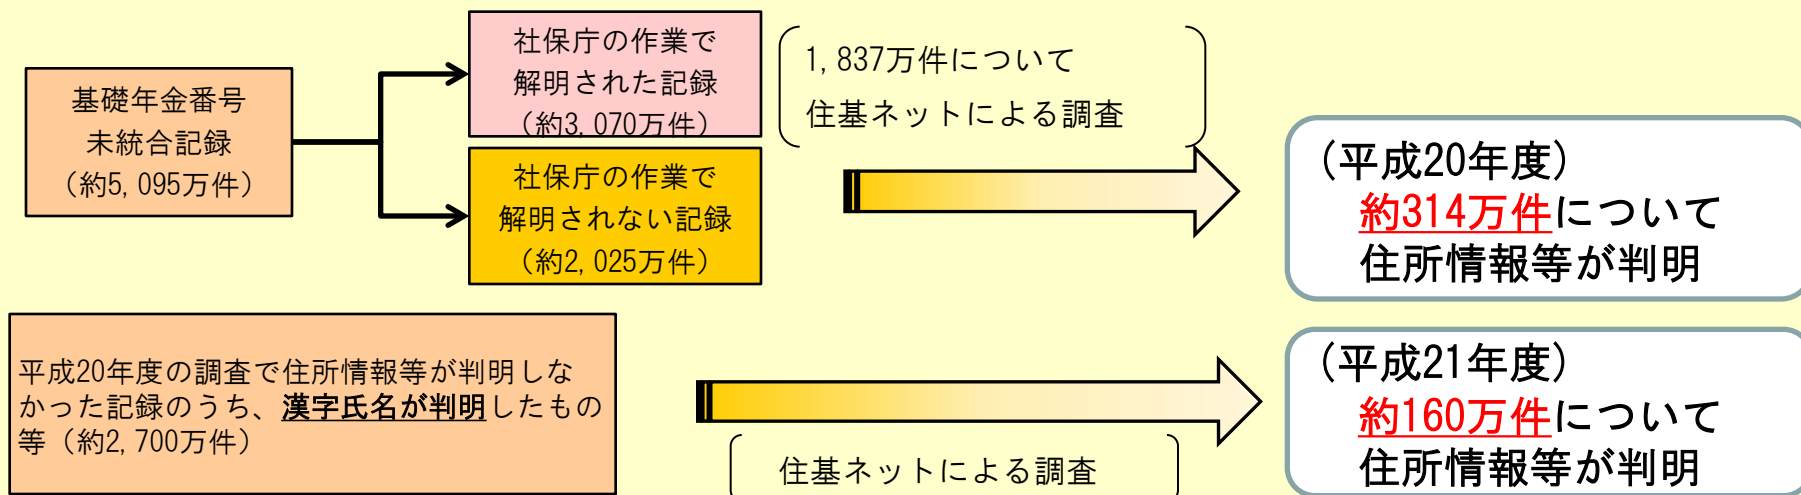 基礎年金番号
未統合記録
（約5,095万件）
社保庁の作業で
解明された記録
（約3,070万件）
社保庁の作業で
解明されない記録
（約2,025万件）
1,837万件について
住基ネットによる調査
（平成20年度）
約314万件について
住所情報等が判明
平成20年度の調査で住所情報等が判明しな
かった記録のうち、漢字氏名が判明したもの
等（約2,700万件）
住基ネットによる調査
（平成21年度）
約160万件について
住所情報等が判明